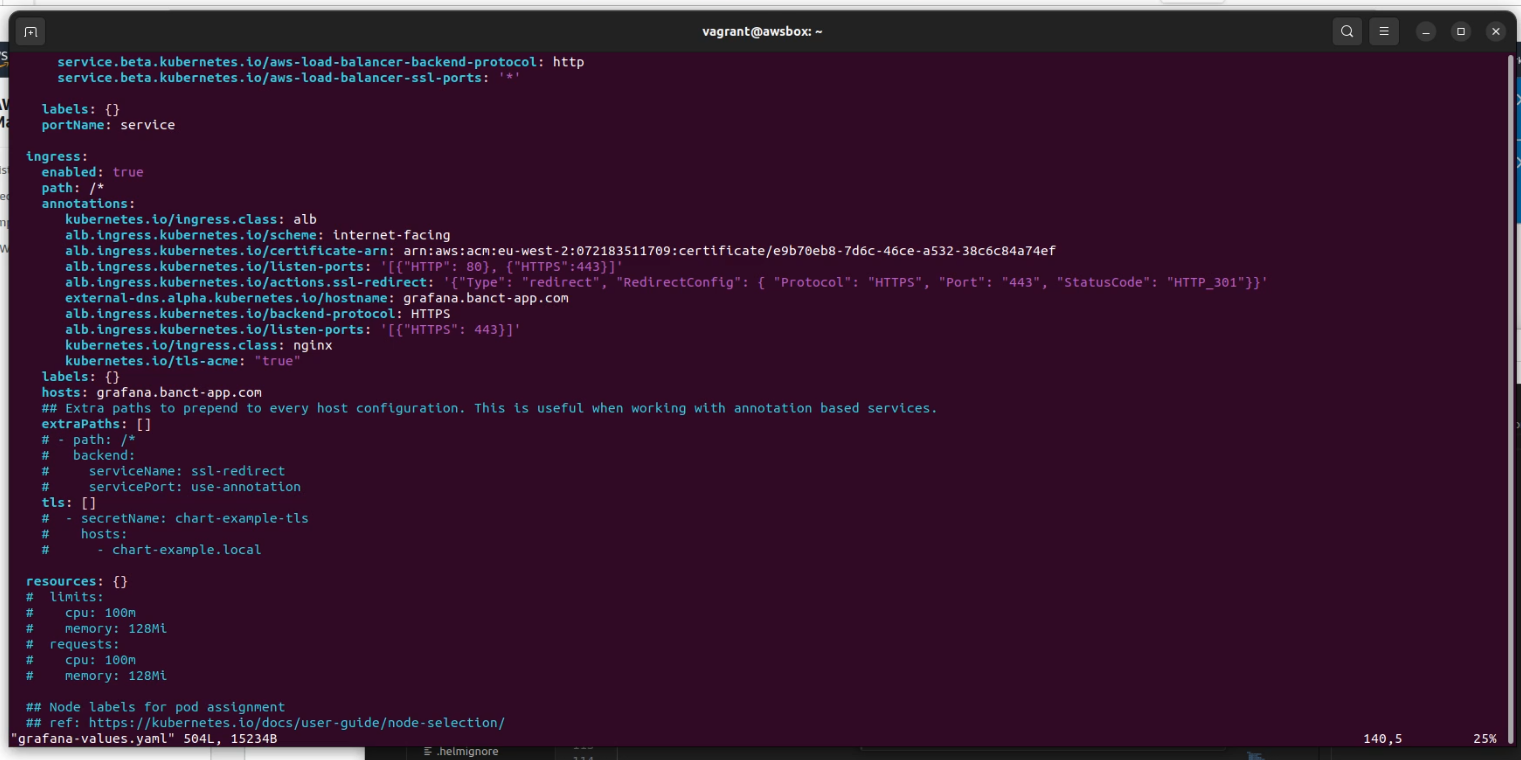 vagrant@awsbox: ~
service.beta.kubernetes.io/aws-load-balancer-backend-protocol: http
service.beta.kubernetes.io/aws-load-balancer-ssl-ports: '*'
labels: {}
portName: service
ingress:
enabled: true
path: /*
annotations:
kubernetes.io/ingress.class: alb
alb.ingress.kubernetes.io/scheme: internet-facing
alb.ingress.kubernetes.io/certificate-arn: arn:aws:acm:eu-west-2:072183511709:certificate/e9b70eb8-7d6c-46ce-a532-38c6c84a74ef
alb.ingress.kubernetes.io/listen-ports: '[{"HTTP": 80}, {"HTTPS":443}]'
alb.ingress.kubernetes.io/actions.ssl-redirect: '{"Type": "redirect", "RedirectConfig": { "Protocol": "HTTPS", "Port": "443", "StatusCode": "HTTP_301"}}'
external-dns.alpha.kubernetes.io/hostname: grafana.banct-app.com
alb.ingress.kubernetes.io/backend-protocol: HTTPS
alb.ingress.kubernetes.io/listen-ports: '[{"HTTPS": 443}]'
kubernetes.io/ingress.class: nginx
kubernetes.io/tls-acme: "true"
labels: {}
hosts: grafana.banct-app.com
## Extra paths to prepend to every host configuration. This is useful when working with annotation based services.
extraPaths: []
# - path: /*
#   backend:
#     serviceName: ssl-redirect
#     servicePort: use-annotation
tls: []
#  - secretName: chart-example-tls
#    hosts:
#      - chart-example.local
resources: {}
#  limits:
#    cpu: 100m
#    memory: 128Mi
#  requests:
#    cpu: 100m
#    memory: 128Mi
## Node labels for pod assignment
## ref: https://kubernetes.io/docs/user-guide/node-selection/
"grafana-values.yaml" 504L, 15234B 140,5 25%
.helmignore